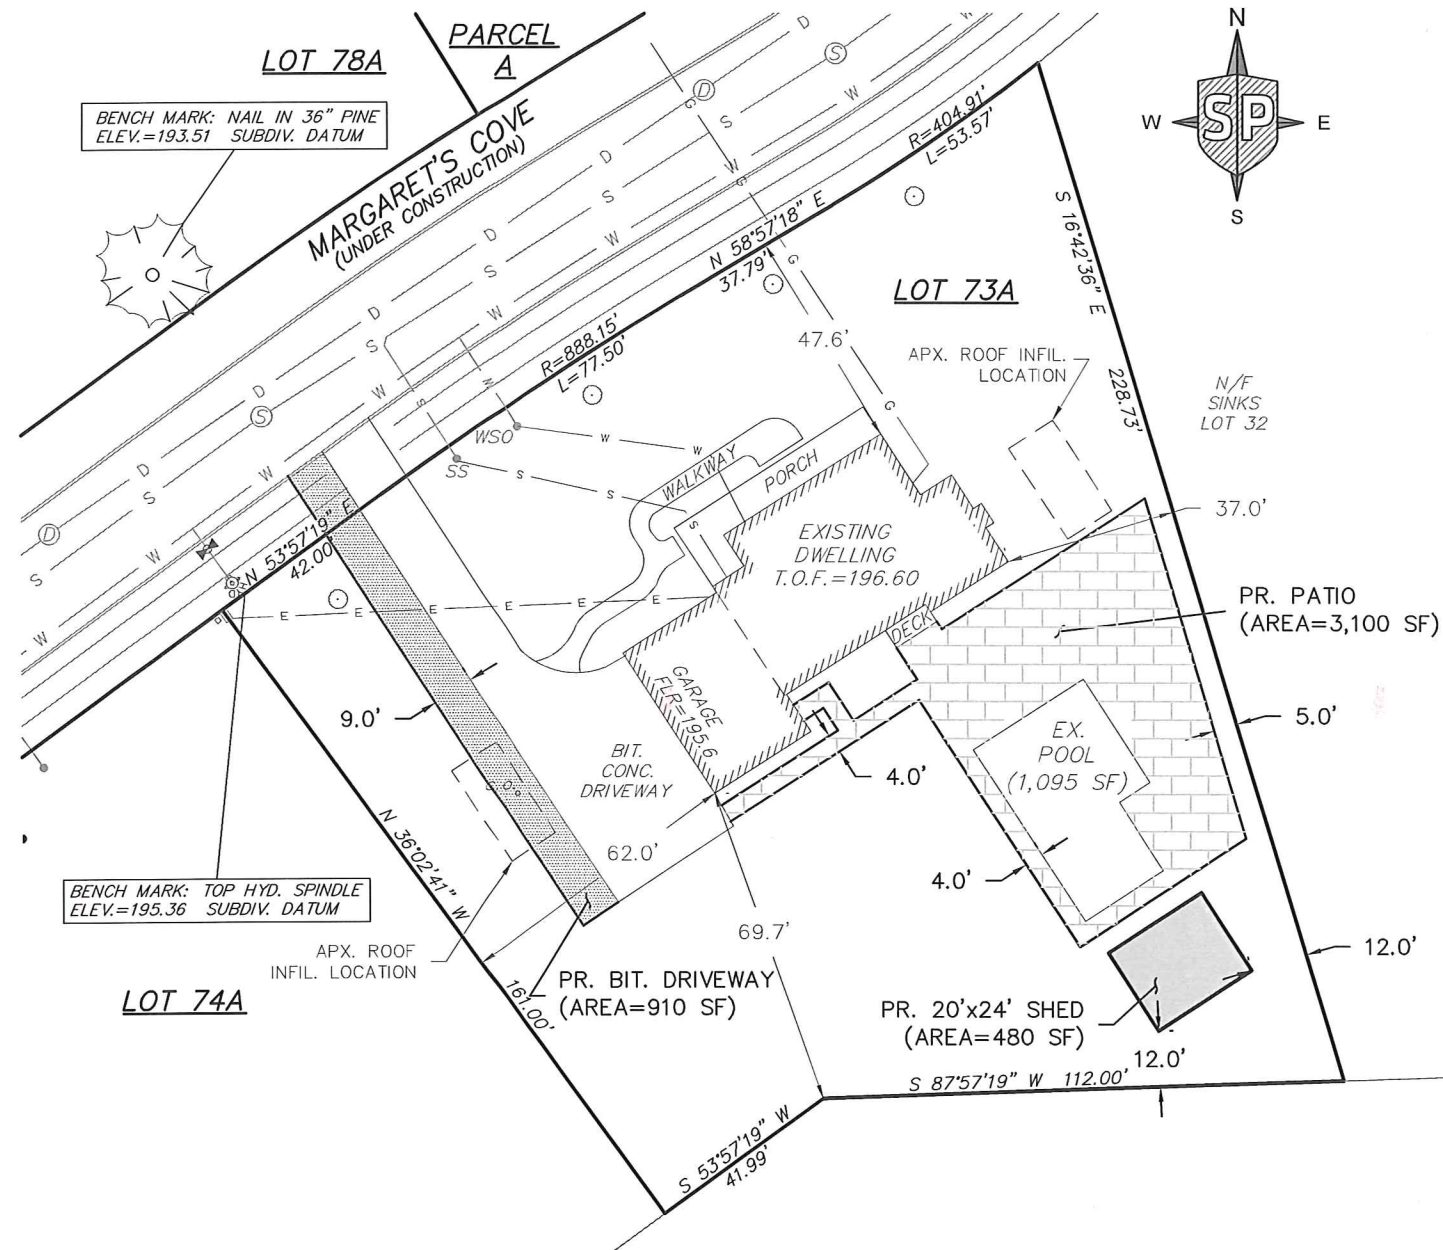 PARCEL
A
LOT 78A
BENCH MARK: NAIL IN 36" PINE
ELEV.=193.51 SUBDIV. DATUM
MARGARET'S COVE
(UNDER CONSTRUCTION)
N
W
SP
E
S
R=404.91'
L=53.57'
N 58°57'18" E
37.79'
R=888.15'
L=77.50'
N 53°57'19" E
42.00'
S 16°42'36" E
228.73'
LOT 73A
47.6'
APX. ROOF INFIL.
LOCATION
N/F
SINKS
LOT 32
WSO
SS
WALKWAY
PORCH
EXISTING
DWELLING
T.O.F.=196.60
37.0'
DECK
PR. PATIO
(AREA=3,100 SF)
GARAGE
FLR=195.6
9.0'
BIT.
CONC.
DRIVEWAY
EX.
POOL
(1,095 SF)
5.0'
4.0'
62.0'
4.0'
N 36°02'41" W
161.00'
BENCH MARK: TOP HYD. SPINDLE
ELEV.=195.36 SUBDIV. DATUM
69.7'
12.0'
APX. ROOF
INFIL. LOCATION
LOT 74A
PR. BIT. DRIVEWAY
(AREA=910 SF)
PR. 20'x24' SHED
(AREA=480 SF)
12.0'
S 87°57'19" W 112.00'
S 53°57'19" W
41.99'
D
D
D
D
D
D
D
D
S
S
S
S
S
S
S
S
W
W
W
W
W
W
W
W
G
G
G
G
G
E
E
E
E
E
E
E